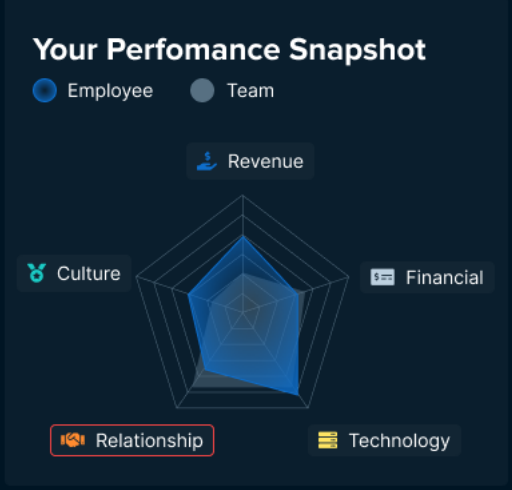 Your Perfomance Snapshot
Employee
Team
Revenue
Culture
Financial
Relationship
Technology